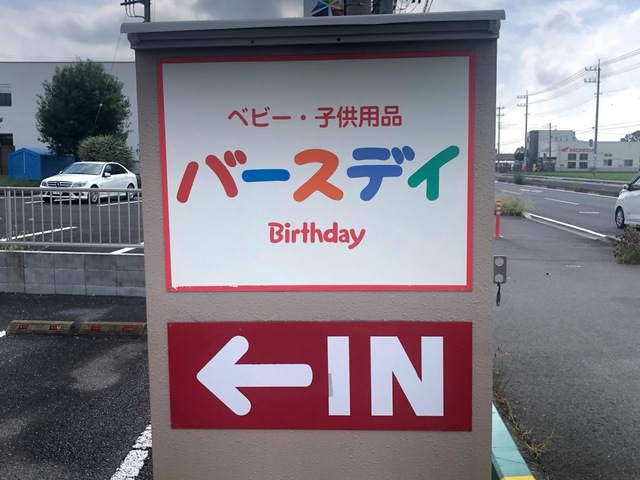 ベビー・子供用品
バースデイ
Birthday
←IN